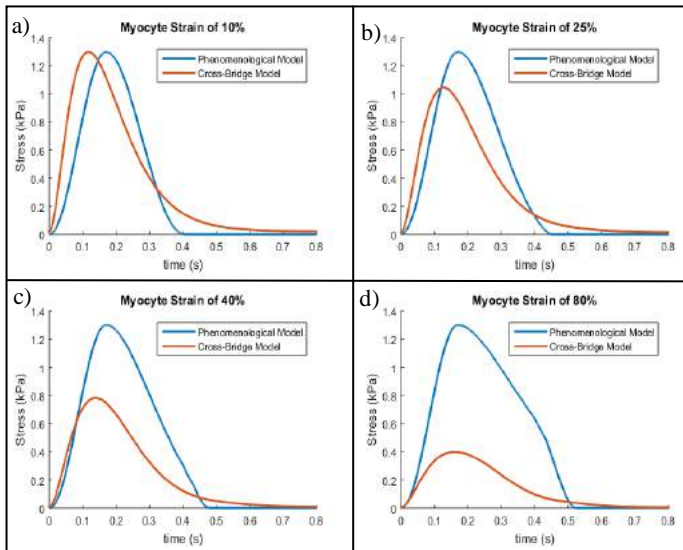 a)
Myocyte Strain of 10%
Phenomenological Model
Cross-Bridge Model
Stress (kPa)
1.4
1.2
1
0.8
0.6
0.4
0.2
0
0 0.1 0.2 0.3 0.4 0.5 0.6 0.7 0.8
time (s)
b)
Myocyte Strain of 25%
Phenomenological Model
Cross-Bridge Model
Stress (kPa)
1.4
1.2
1
0.8
0.6
0.4
0.2
0
0 0.1 0.2 0.3 0.4 0.5 0.6 0.7 0.8
time (s)
c)
Myocyte Strain of 40%
Phenomenological Model
Cross-Bridge Model
Stress (kPa)
1.4
1.2
1
0.8
0.6
0.4
0.2
0
0 0.1 0.2 0.3 0.4 0.5 0.6 0.7 0.8
time (s)
d)
Myocyte Strain of 80%
Phenomenological Model
Cross-Bridge Model
Stress (kPa)
1.4
1.2
1
0.8
0.6
0.4
0.2
0
0 0.1 0.2 0.3 0.4 0.5 0.6 0.7 0.8
time (s)